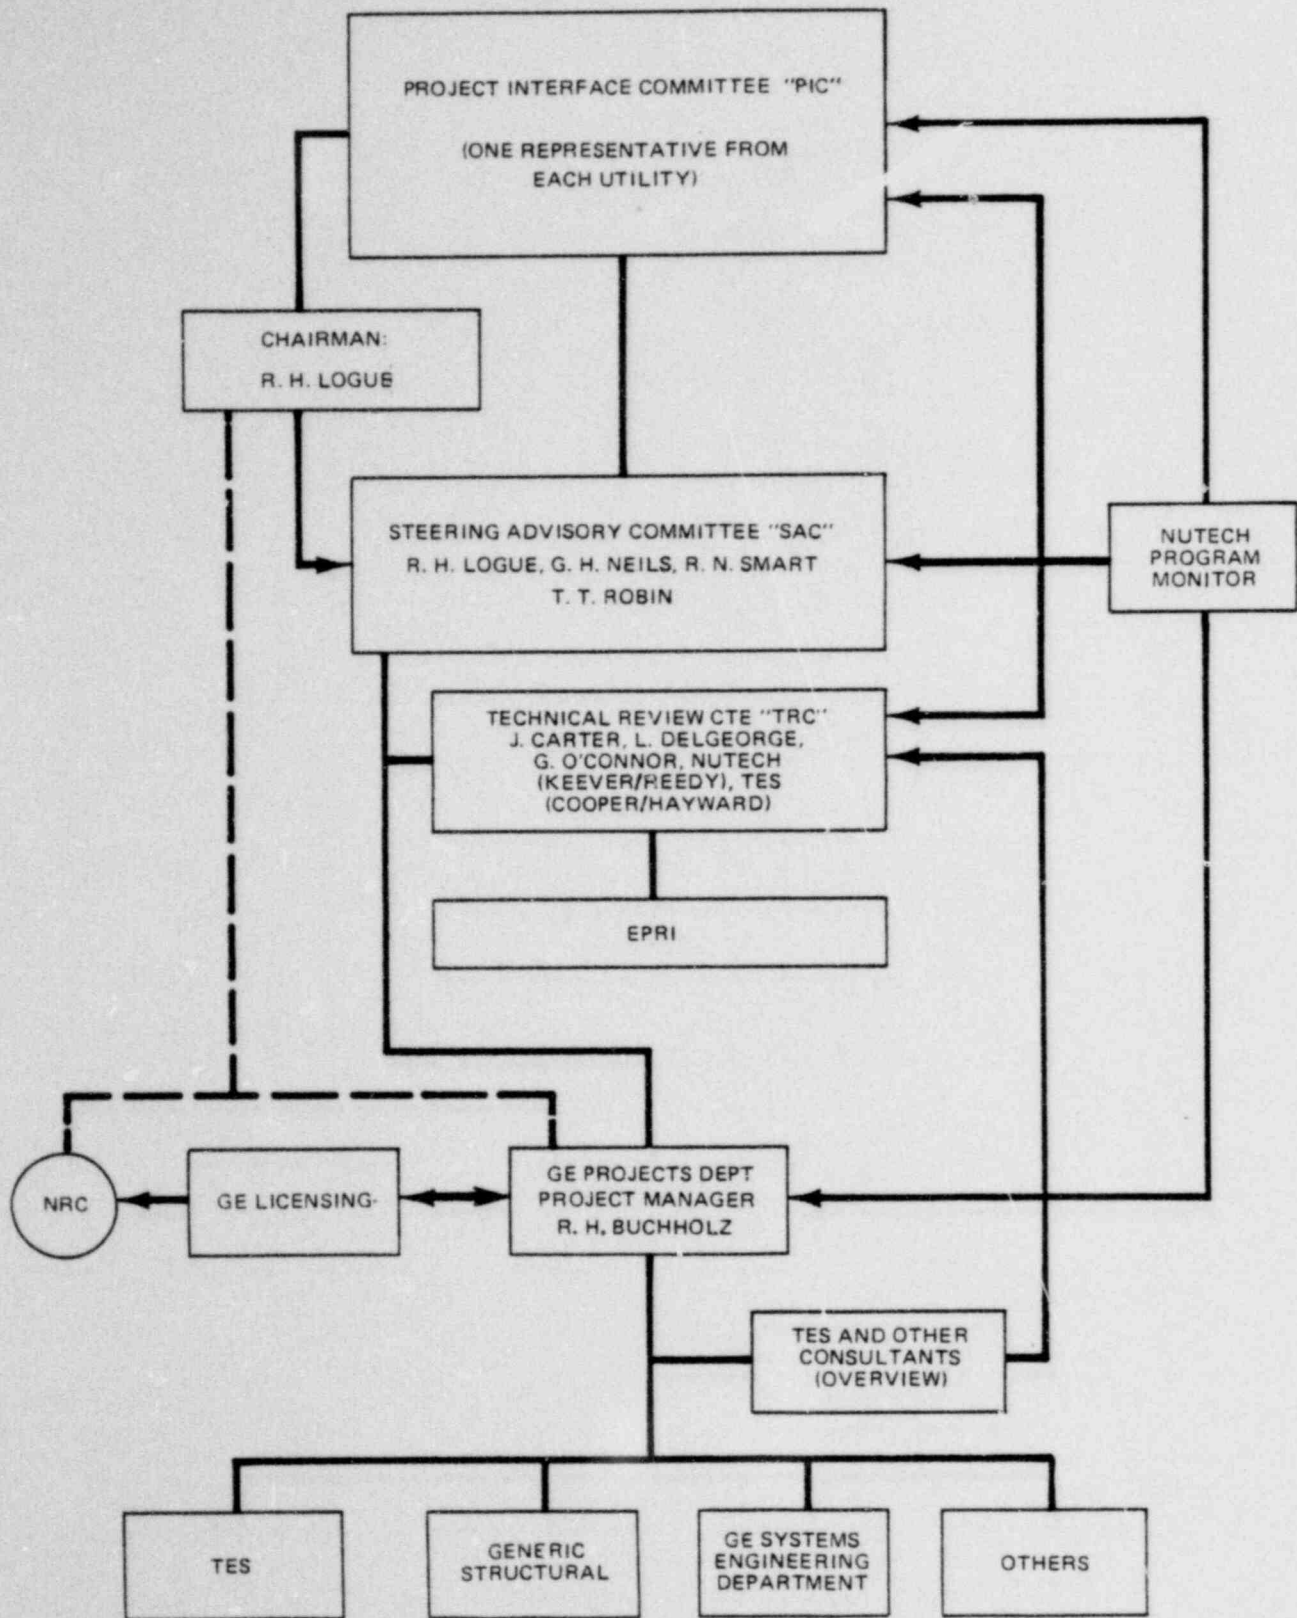 PROJECT INTERFACE COMMITTEE "PIC"
(ONE REPRESENTATIVE FROM
EACH UTILITY)
CHAIRMAN:
R. H. LOGUE
STEERING ADVISORY COMMITTEE "SAC"
R. H. LOGUE, G. H. NEILS, R. N. SMART
T. T. ROBIN
NUTECH
PROGRAM
MONITOR
TECHNICAL REVIEW CTE "TRC"
J. CARTER, L. DELGEORGE,
G. O'CONNOR, NUTECH
(KEEVER/REEDY), TES
(COOPER/HAYWARD)
EPRI
NRC
GE LICENSING
GE PROJECTS DEPT
PROJECT MANAGER
R. H. BUCHHOLZ
TES AND OTHER
CONSULTANTS
(OVERVIEW)
TES
GENERIC
STRUCTURAL
GE SYSTEMS
ENGINEERING
DEPARTMENT
OTHERS